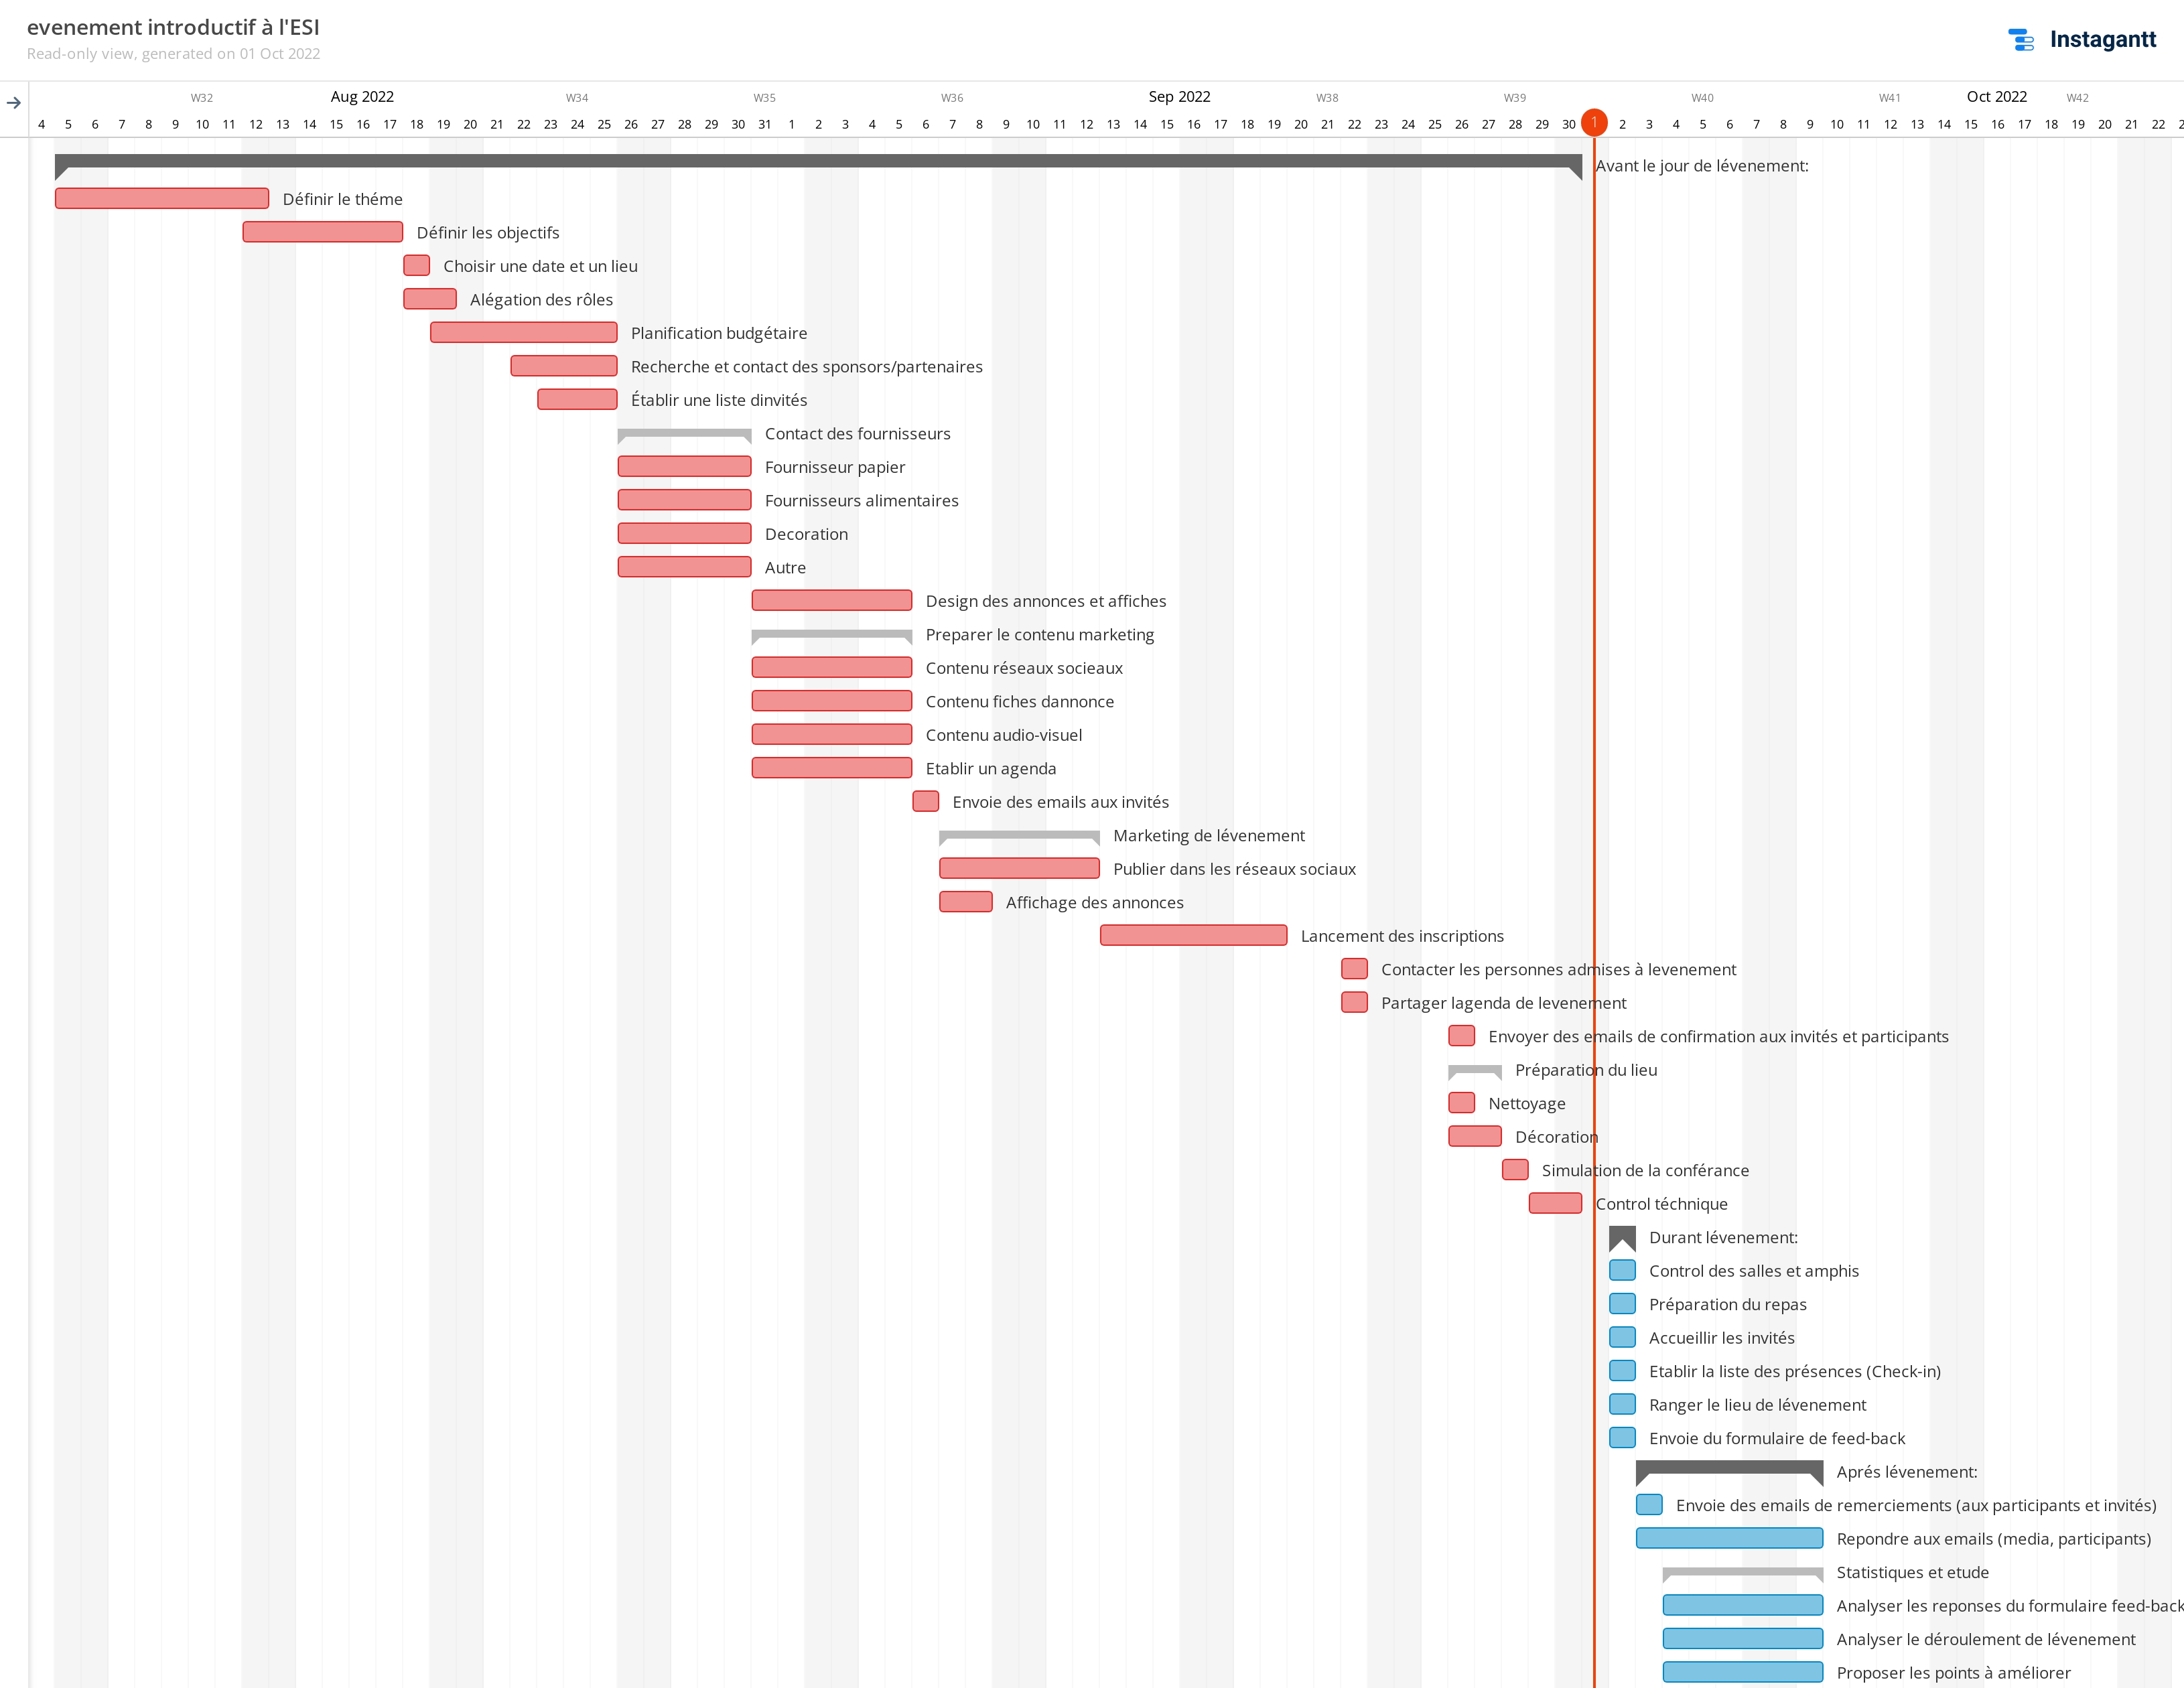 evenement introductif à l'ESI
Read-only view, generated on 01 Oct 2022
Instagantt
W32 Aug 2022 W34 W35 W36 Sep 2022 W38 W39 W40 W41 Oct 2022 W42
4 5 6 7 8 9 10 11 12 13 14 15 16 17 18 19 20 21 22 23 24 25 26 27 28 29 30 31 1 2 3 4 5 6 7 8 9 10 11 12 13 14 15 16 17 18 19 20 21 22 23 24 25 26 27 28 29 30 1 2 3 4 5 6 7 8 9 10 11 12 13 14 15 16 17 18 19 20 21 22
Avant le jour de lévenement:
Définir le théme
Définir les objectifs
Choisir une date et un lieu
Alégation des rôles
Planification budgétaire
Recherche et contact des sponsors/partenaires
Établir une liste dinvités
Contact des fournisseurs
Fournisseur papier
Fournisseurs alimentaires
Decoration
Autre
Design des annonces et affiches
Preparer le contenu marketing
Contenu réseaux socieaux
Contenu fiches dannonce
Contenu audio-visuel
Etablir un agenda
Envoie des emails aux invités
Marketing de lévenement
Publier dans les réseaux sociaux
Affichage des annonces
Lancement des inscriptions
Contacter les personnes admises à levenement
Partager lagenda de levenement
Envoyer des emails de confirmation aux invités et participants
Préparation du lieu
Nettoyage
Décoration
Simulation de la conférance
Control téchnique
Durant lévenement:
Control des salles et amphis
Préparation du repas
Accueillir les invités
Etablir la liste des présences (Check-in)
Ranger le lieu de lévenement
Envoie du formulaire de feed-back
Aprés lévenement:
Envoie des emails de remerciements (aux participants et invités)
Repondre aux emails (media, participants)
Statistiques et etude
Analyser les reponses du formulaire feed-back
Analyser le déroulement de lévenement
Proposer les points à améliorer